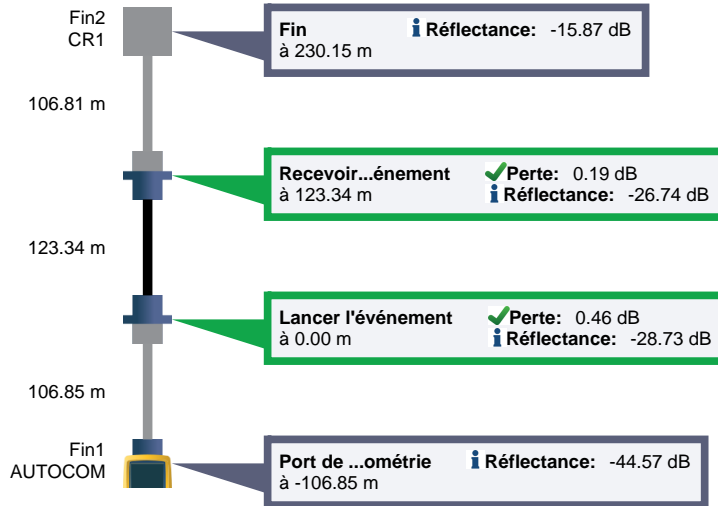 Fin2
CR1
Fin
Réflectance: -15.87 dB
à 230.15 m
106.81 m
Recevoir...énement
Perte: 0.19 dB
à 123.34 m
Réflectance: -26.74 dB
123.34 m
Lancer l'événement
Perte: 0.46 dB
à 0.00 m
Réflectance: -28.73 dB
106.85 m
Fin1
AUTOCOM
Port de ...ométrie
Réflectance: -44.57 dB
à -106.85 m